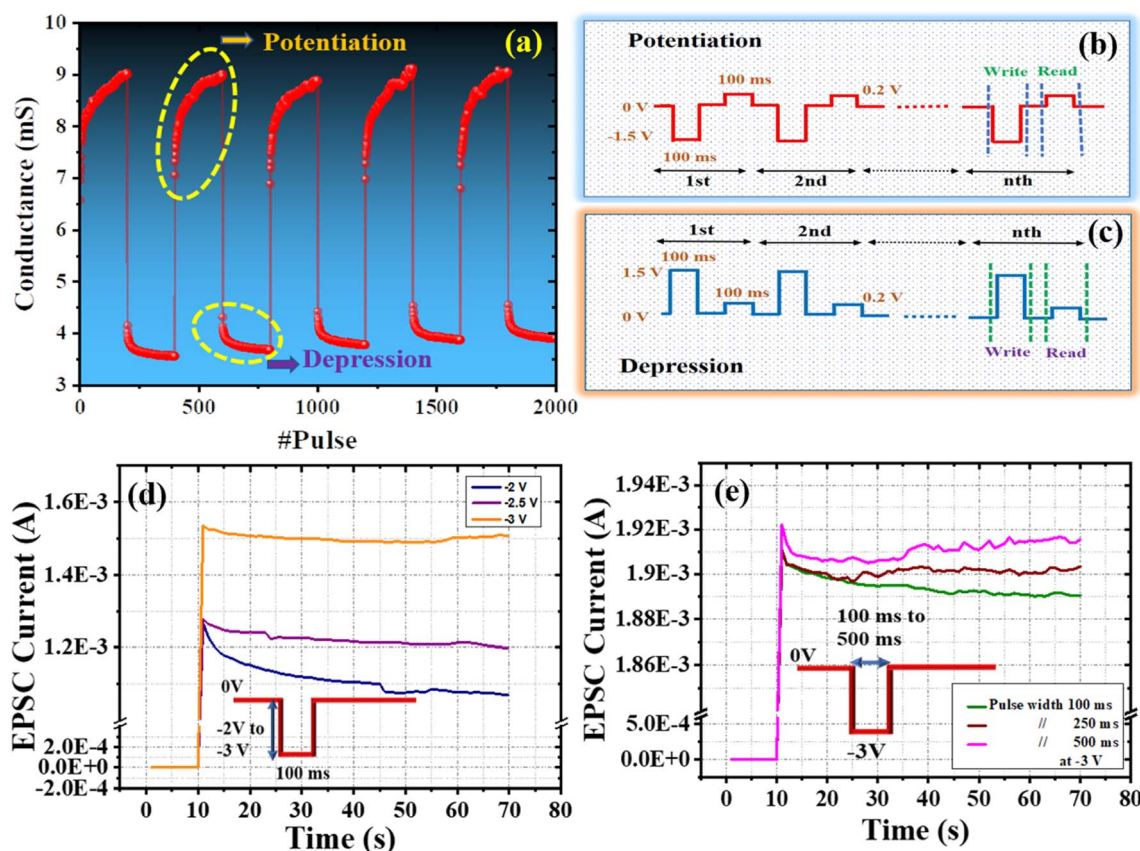 (a)
Potentiation
Depression
Conductance (mS)
10
9
8
7
6
5
4
3
0
500
1000
1500
2000
#Pulse
(b)
Potentiation
100 ms
0.2 V
Write
Read
0 V
-1.5 V
100 ms
1st
2nd
nth
(c)
1st
2nd
nth
100 ms
1.5 V
100 ms
0.2 V
0 V
Write
Read
Depression
(d)
-2 V
-2.5 V
-3 V
EPSC Current (A)
1.6E-3
1.5E-3
1.2E-3
2.0E-4
0.0E+0
-2.0E-4
0V
-2V to
-3 V
100 ms
0
10
20
30
40
50
60
70
80
Time (s)
(e)
EPSC Current (A)
1.94E-3
1.92E-3
1.9E-3
1.88E-3
1.86E-3
5.0E-4
0.0E+0
100 ms to
500 ms
0V
-3V
Pulse width 100 ms
// 250 ms
// 500 ms
at -3 V
0
10
20
30
40
50
60
70
80
Time (s)